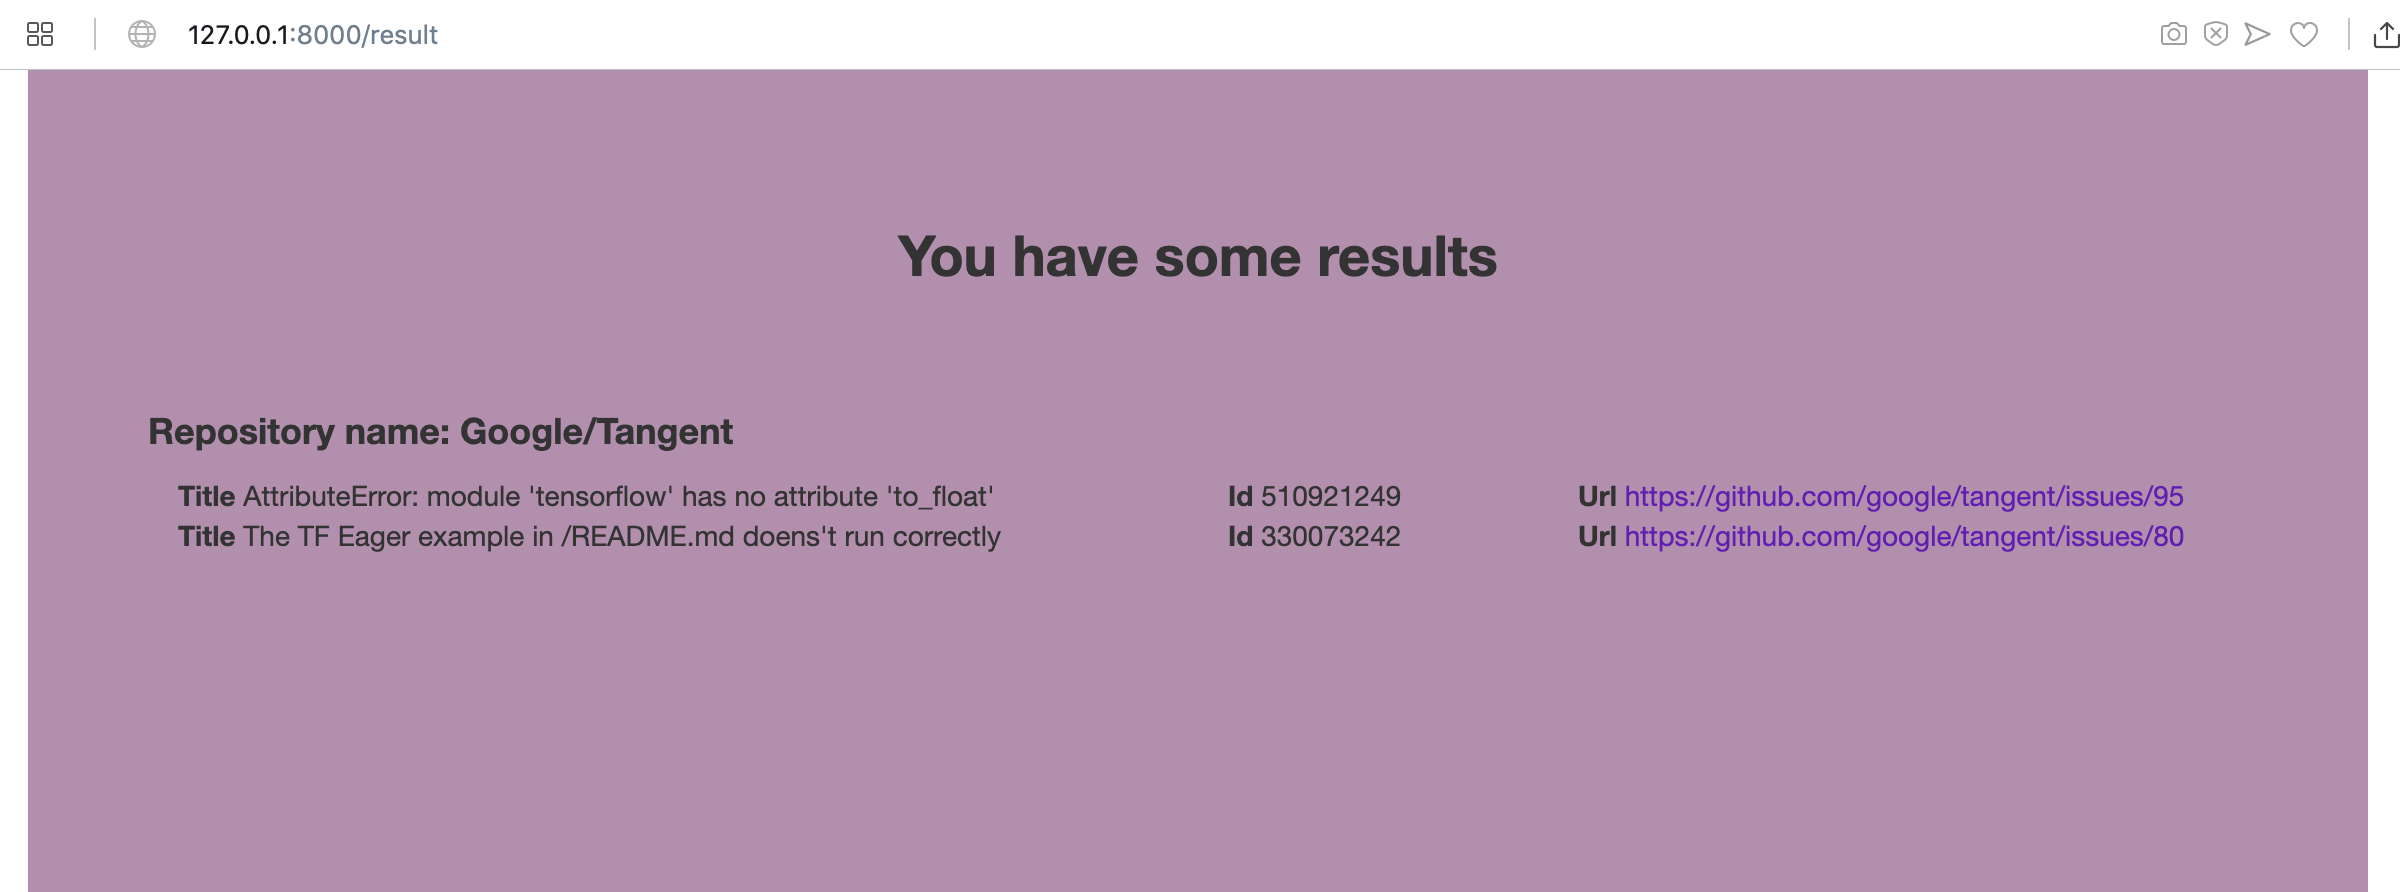 127.0.0.1:8000/result
You have some results
Repository name: Google/Tangent
Title AttributeError: module 'tensorflow' has no attribute 'to_float' Id 510921249 Url https://github.com/google/tangent/issues/95
Title The TF Eager example in /README.md doens't run correctly Id 330073242 Url https://github.com/google/tangent/issues/80